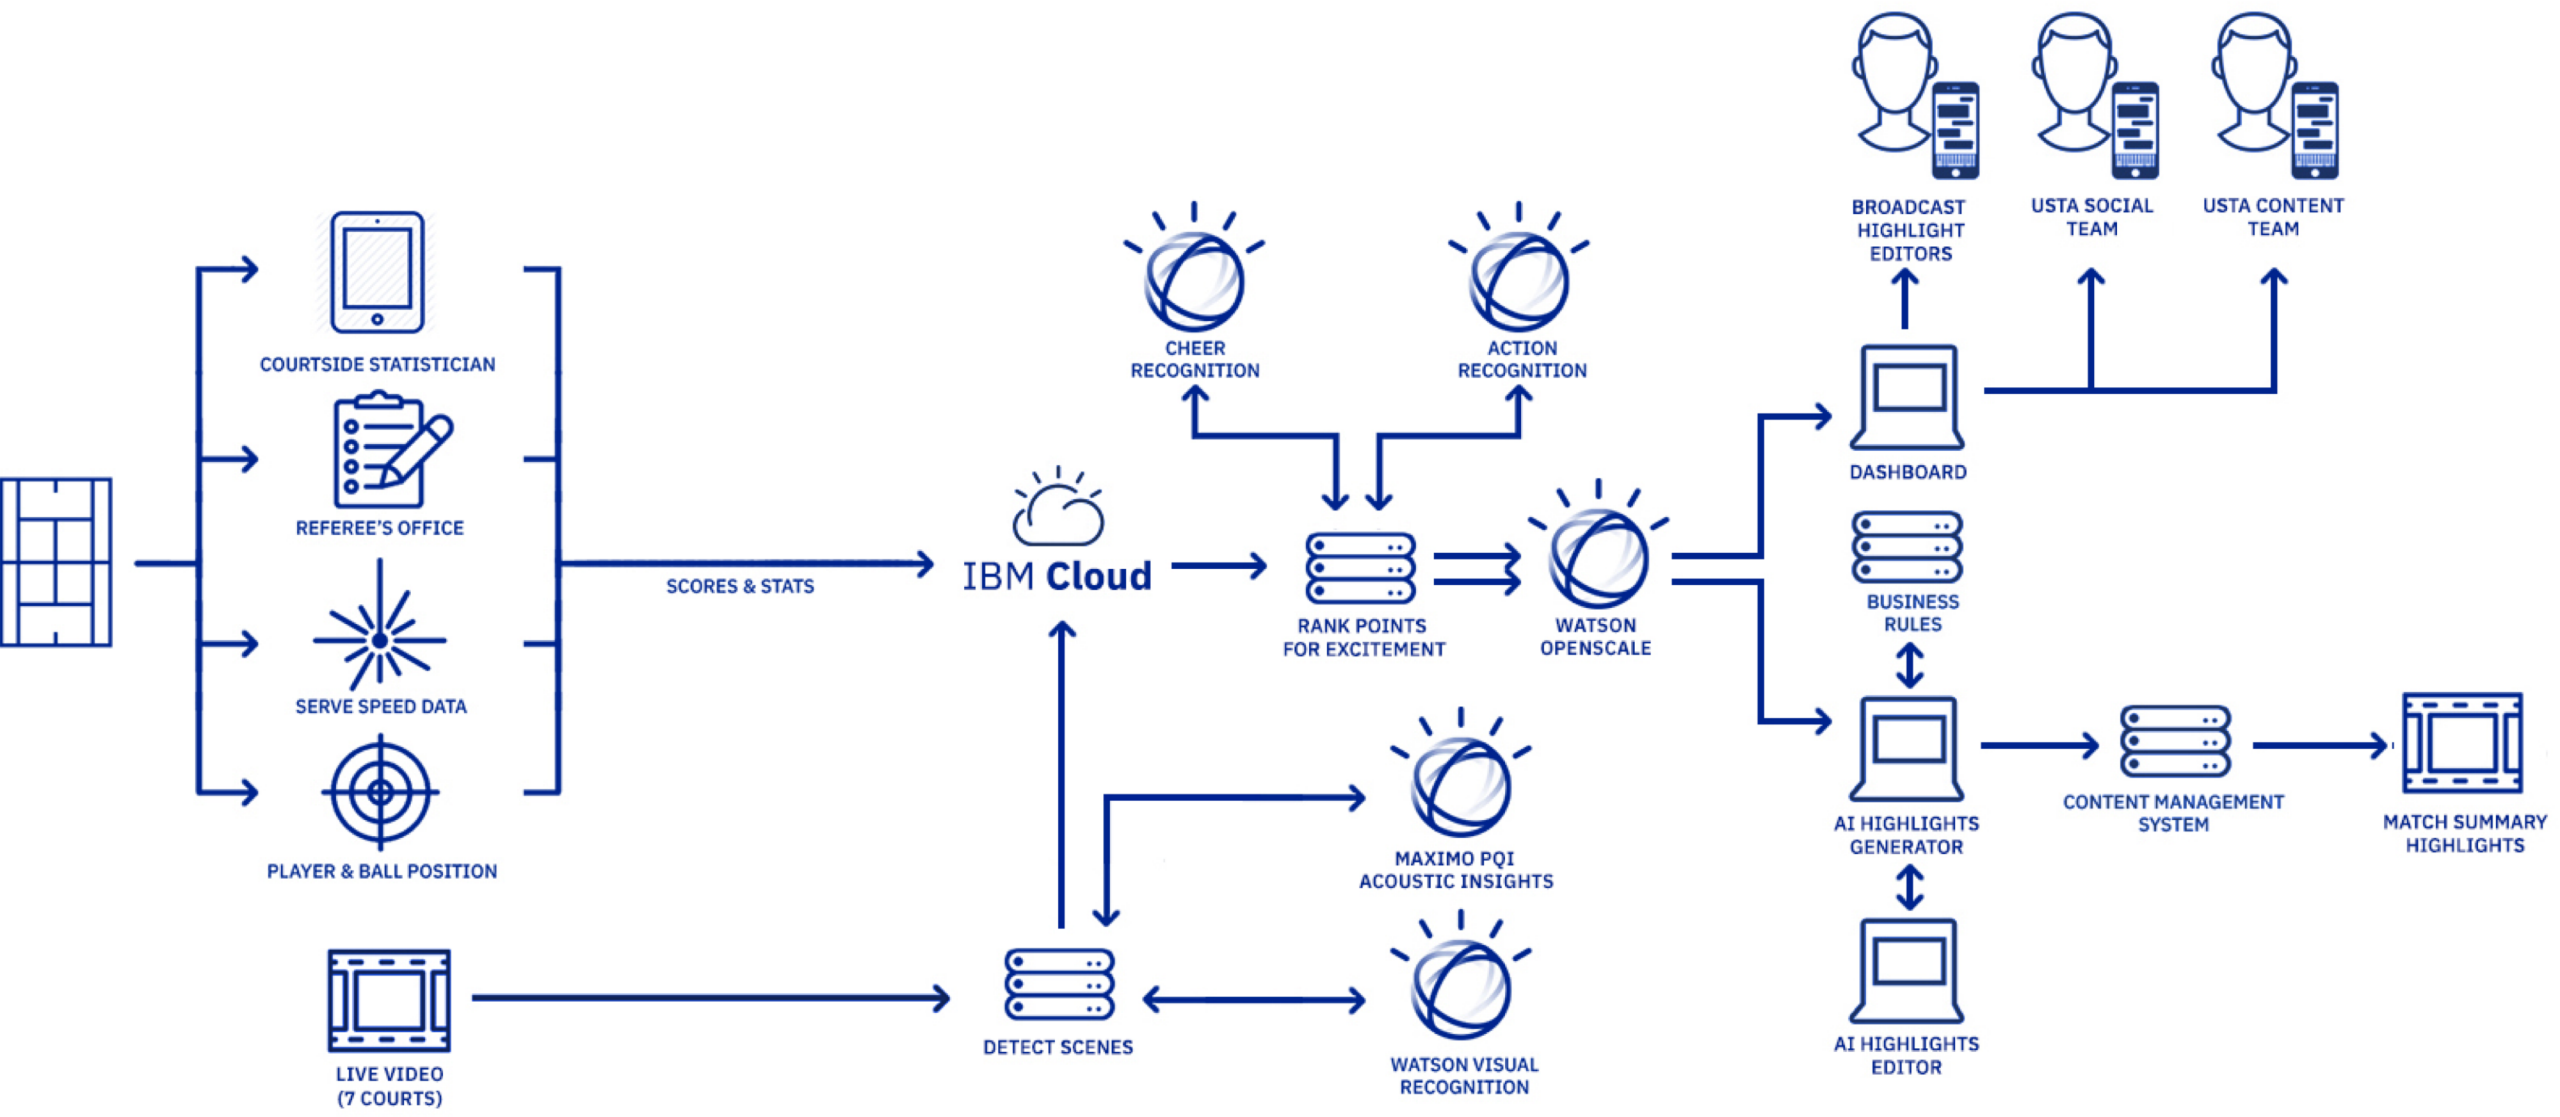 COURTSIDE STATISTICIAN
REFEREE'S OFFICE
SERVE SPEED DATA
PLAYER & BALL POSITION
LIVE VIDEO
(7 COURTS)
SCORES & STATS
IBM Cloud
DETECT SCENES
CHEER
RECOGNITION
ACTION
RECOGNITION
RANK POINTS
FOR EXCITEMENT
WATSON
OPENSCALE
MAXIMO PQI
ACOUSTIC INSIGHTS
WATSON VISUAL
RECOGNITION
BROADCAST
HIGHLIGHT
EDITORS
USTA SOCIAL
TEAM
USTA CONTENT
TEAM
DASHBOARD
BUSINESS
RULES
AI HIGHLIGHTS
GENERATOR
AI HIGHLIGHTS
EDITOR
CONTENT MANAGEMENT
SYSTEM
MATCH SUMMARY
HIGHLIGHTS